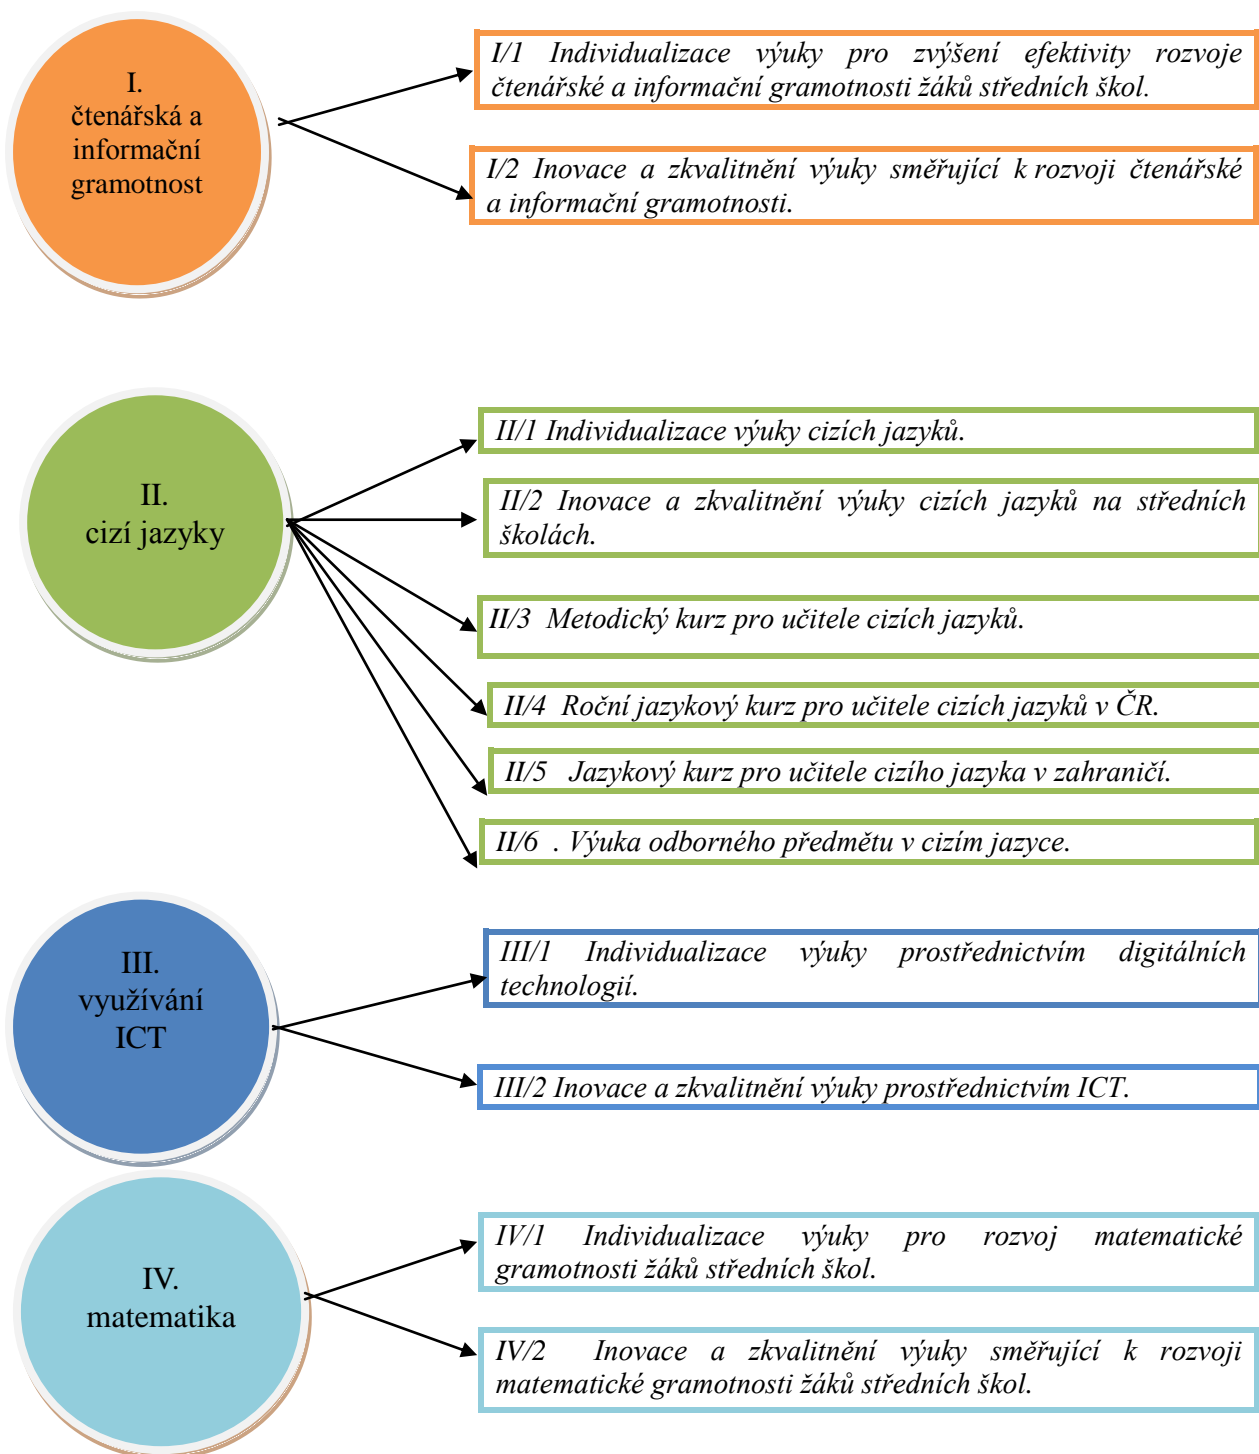 I.
čtenářská a
informační
gramotnost
I/1 Individualizace výuky pro zvýšení efektivity rozvoje
čtenářské a informační gramotnosti žáků středních škol.
I/2 Inovace a zkvalitnění výuky směřující k rozvoji čtenářské
a informační gramotnosti.
II.
cizí jazyky
II/1 Individualizace výuky cizích jazyků.
II/2 Inovace a zkvalitnění výuky cizích jazyků na středních
školách.
II/3 Metodický kurz pro učitele cizích jazyků.
II/4 Roční jazykový kurz pro učitele cizích jazyků v ČR.
II/5 Jazykový kurz pro učitele cizího jazyka v zahraničí.
II/6 . Výuka odborného předmětu v cizím jazyce.
III.
využívání
ICT
III/1 Individualizace výuky prostřednictvím digitálních
technologií.
III/2 Inovace a zkvalitnění výuky prostřednictvím ICT.
IV.
matematika
IV/1 Individualizace výuky pro rozvoj matematické
gramotnosti žáků středních škol.
IV/2 Inovace a zkvalitnění výuky směřující k rozvoji
matematické gramotnosti žáků středních škol.